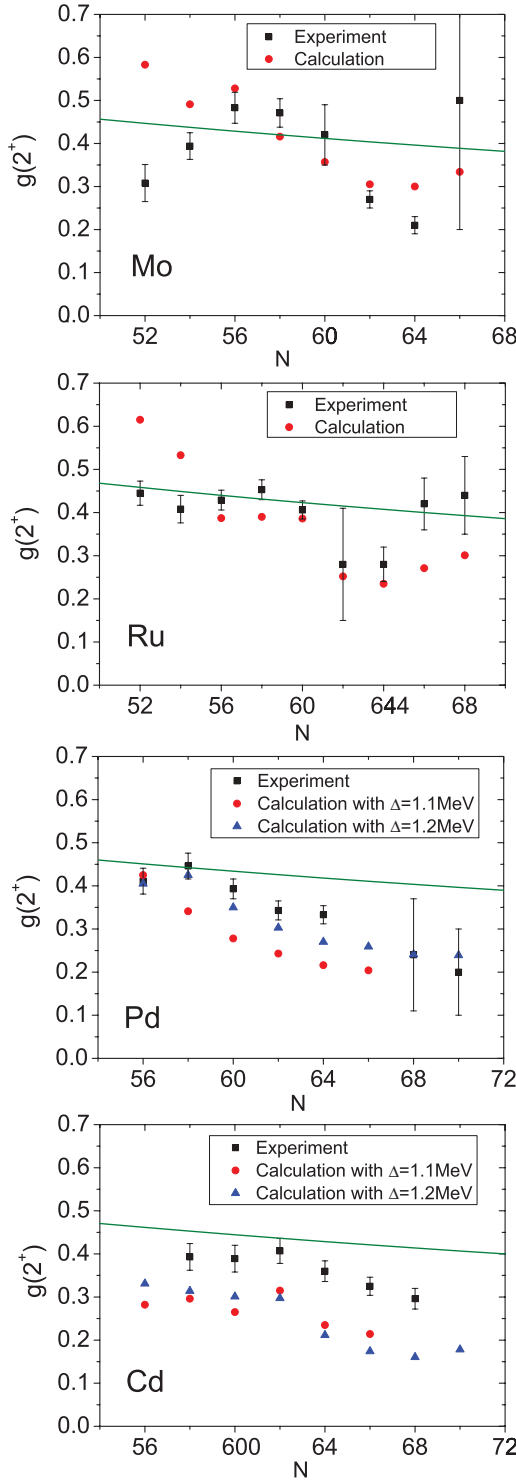 0.7
Experiment
Calculation
0.6
0.5
0.4
g(2⁺)
0.3
0.2
0.1
Mo
0.0
52 56 60 64 68
N
0.7
Experiment
Calculation
0.6
0.5
0.4
g(2⁺)
0.3
0.2
0.1
Ru
0.0
52 56 60 644 68
N
0.7
Experiment
Calculation with Δ=1.1MeV
Calculation with Δ=1.2MeV
0.6
0.5
0.4
g(2⁺)
0.3
0.2
0.1
Pd
0.0
56 60 64 68 72
N
0.7
Experiment
Calculation with Δ=1.1MeV
Calculation with Δ=1.2MeV
0.6
0.5
0.4
g(2⁺)
0.3
0.2
0.1
Cd
0.0
56 600 64 68 72
N